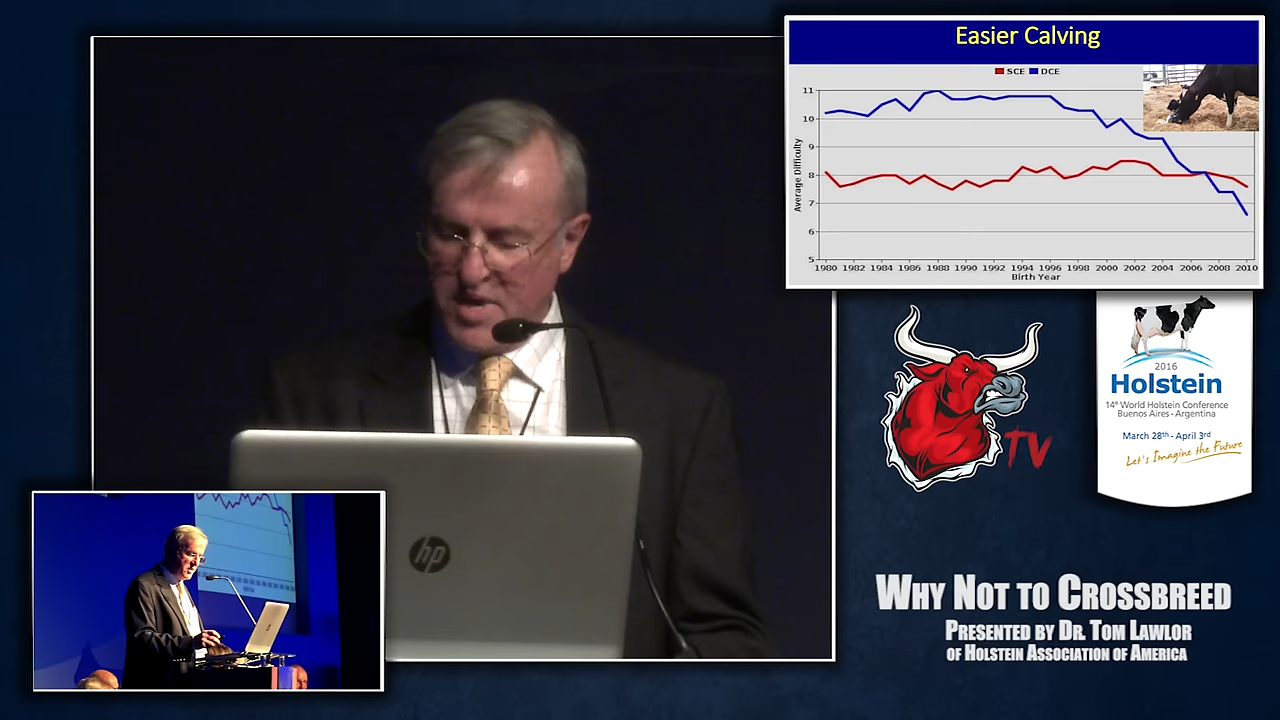 Easier Calving
SCE DCE
11
10
9
8
7
6
5
Average Difficulty
1980 1982 1984 1986 1988 1990 1992 1994 1996 1998 2000 2002 2004 2006 2008 2010
Birth Year
hp
TV
2016
Holstein
14º World Holstein Conference
Buenos Aires - Argentina
March 28th - April 3rd
Let's Imagine the Future
WHY NOT TO CROSSBREED
PRESENTED BY DR. TOM LAWLOR
OF HOLSTEIN ASSOCIATION OF AMERICA